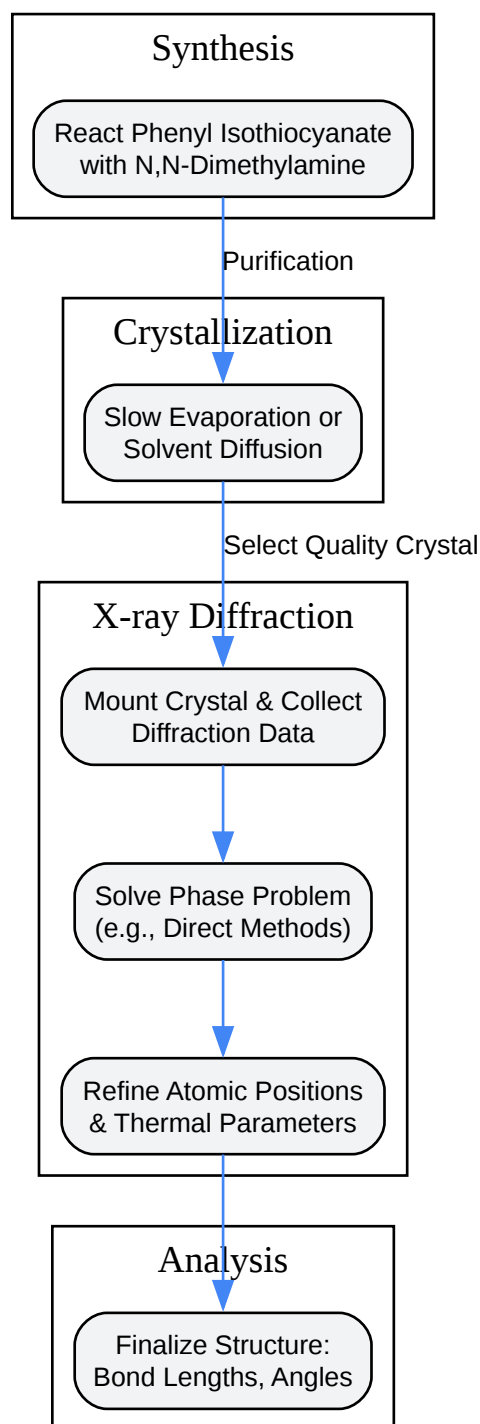 Synthesis
React Phenyl Isothiocyanate
with N,N-Dimethylamine
Purification
Crystallization
Slow Evaporation or
Solvent Diffusion
Select Quality Crystal
X-ray Diffraction
Mount Crystal & Collect
Diffraction Data
Solve Phase Problem
(e.g., Direct Methods)
Refine Atomic Positions
& Thermal Parameters
Analysis
Finalize Structure:
Bond Lengths, Angles